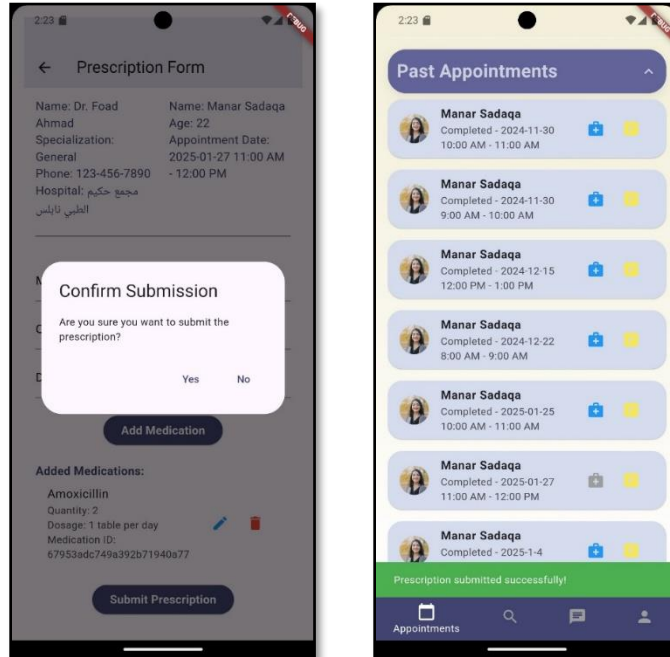 2:23
DEBUG
Prescription Form
Name: Dr. Foad
Ahmad
Specialization:
General
Phone: 123-456-7890
Hospital: مجمع حكيم
الطبي نابلس
Name: Manar Sadaqa
Age: 22
Appointment Date:
2025-01-27 11:00 AM
- 12:00 PM
Confirm Submission
Are you sure you want to submit the
prescription?
Yes No
Add Medication
Added Medications:
Amoxicillin
Quantity: 2
Dosage: 1 table per day
Medication ID:
67953adc749a392b71940a77
Submit Prescription
2:23
DEBUG
Past Appointments
Manar Sadaqa
Completed - 2024-11-30
10:00 AM - 11:00 AM
Manar Sadaqa
Completed - 2024-11-30
9:00 AM - 10:00 AM
Manar Sadaqa
Completed - 2024-12-15
12:00 PM - 1:00 PM
Manar Sadaqa
Completed - 2024-12-22
8:00 AM - 9:00 AM
Manar Sadaqa
Completed - 2025-01-25
10:00 AM - 11:00 AM
Manar Sadaqa
Completed - 2025-01-27
11:00 AM - 12:00 PM
Manar Sadaqa
Completed - 2025-1-4
Prescription submitted successfully!
Appointments